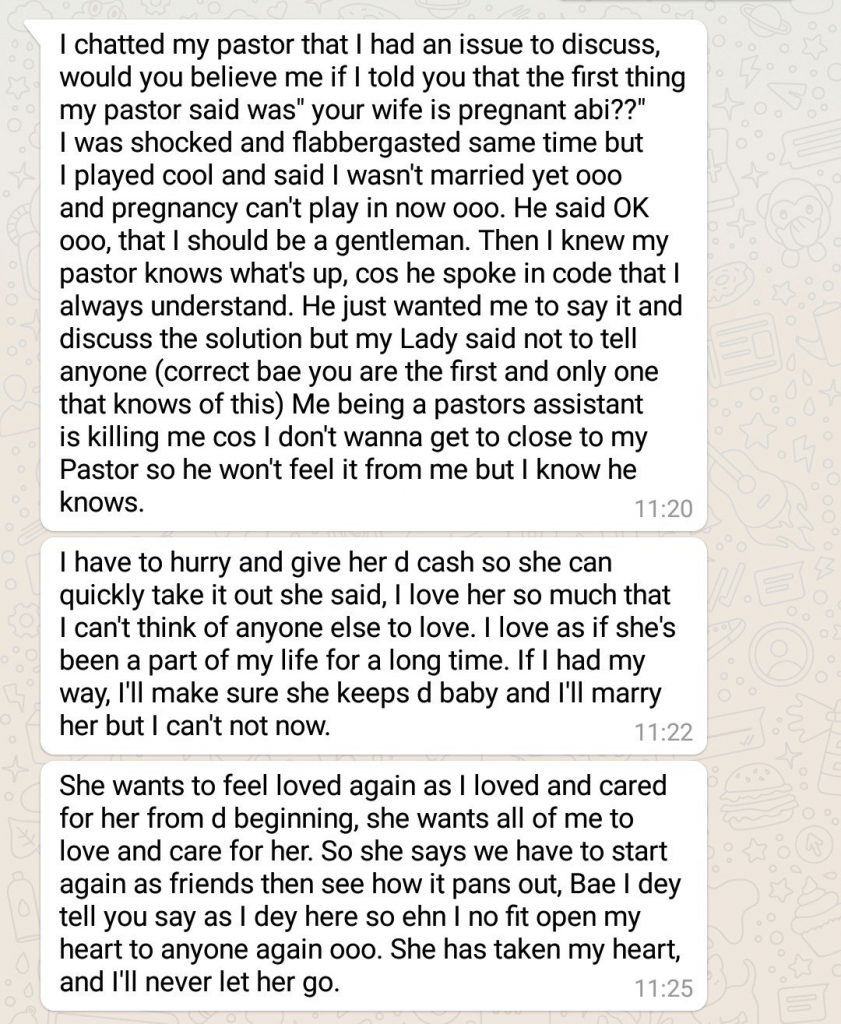 I chatted my pastor that I had an issue to discuss,
would you believe me if I told you that the first thing
my pastor said was" your wife is pregnant abi??"
I was shocked and flabbergasted same time but
I played cool and said I wasn't married yet ooo
and pregnancy can't play in now ooo. He said OK
ooo, that I should be a gentleman. Then I knew my
pastor knows what's up, cos he spoke in code that I
always understand. He just wanted me to say it and
discuss the solution but my Lady said not to tell
anyone (correct bae you are the first and only one
that knows of this) Me being a pastors assistant
is killing me cos I don't wanna get to close to my
Pastor so he won't feel it from me but I know he
knows.
11:20
I have to hurry and give her d cash so she can
quickly take it out she said, I love her so much that
I can't think of anyone else to love. I love as if she's
been a part of my life for a long time. If I had my
way, I'll make sure she keeps d baby and I'll marry
her but I can't not now.
11:22
She wants to feel loved again as I loved and cared
for her from d beginning, she wants all of me to
love and care for her. So she says we have to start
again as friends then see how it pans out, Bae I dey
tell you say as I dey here so ehn I no fit open my
heart to anyone again ooo. She has taken my heart,
and I'll never let her go.
11:25